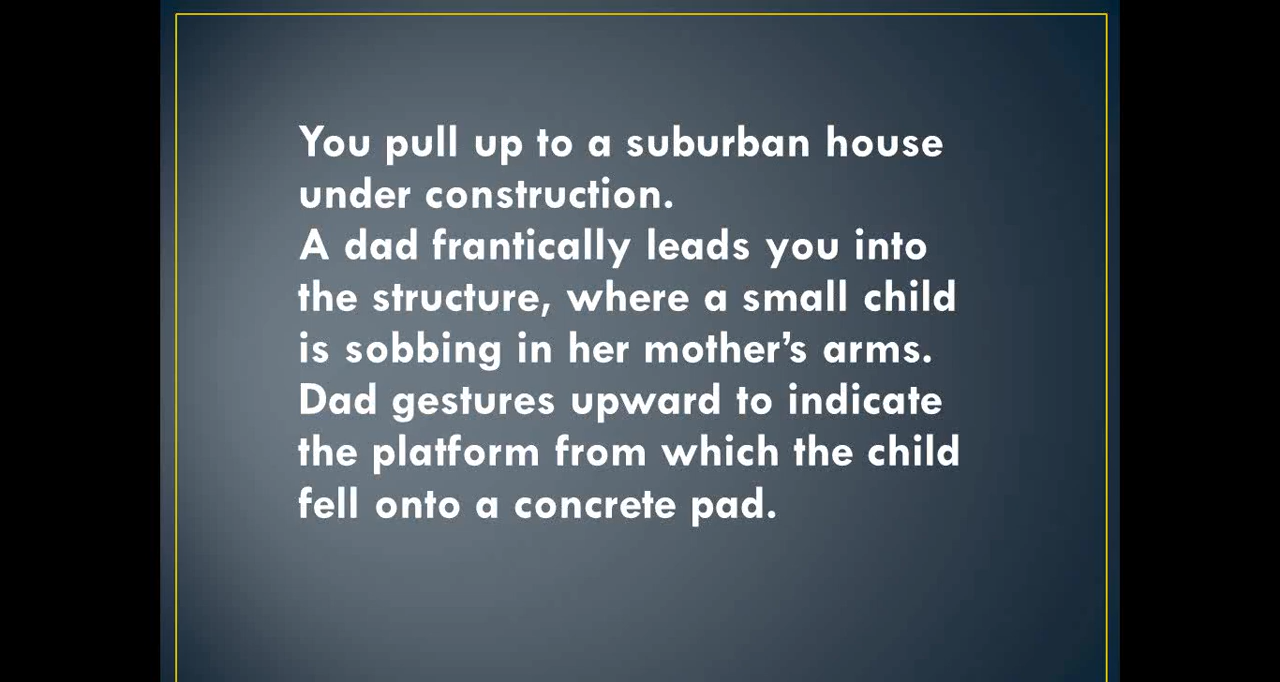 You pull up to a suburban house
under construction.
A dad frantically leads you into
the structure, where a small child
is sobbing in her mother’s arms.
Dad gestures upward to indicate
the platform from which the child
fell onto a concrete pad.